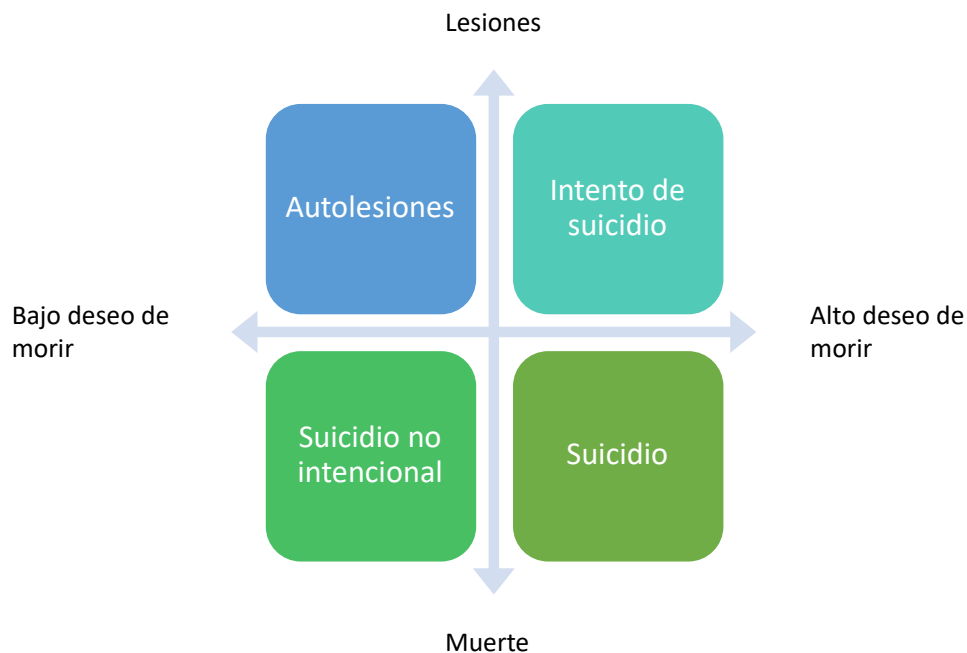 Lesiones
Autolesiones
Intento de
suicidio
Bajo deseo de
morir
Alto deseo de
morir
Suicidio no
intencional
Suicidio
Muerte